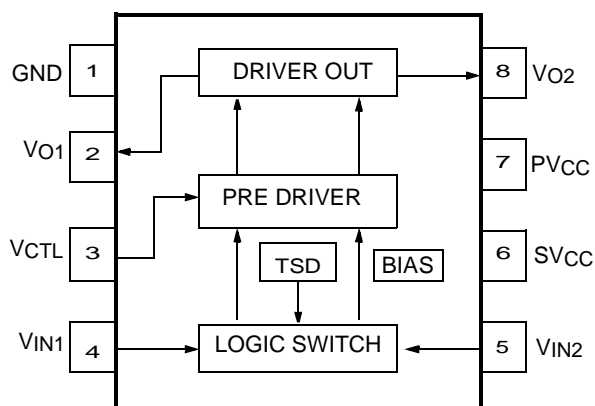 GND
1
DRIVER OUT
8
VO2
VO1
2
7
PVCC
PRE DRIVER
VCTL
3
6
SVCC
TSD
BIAS
VIN1
4
LOGIC SWITCH
5
VIN2